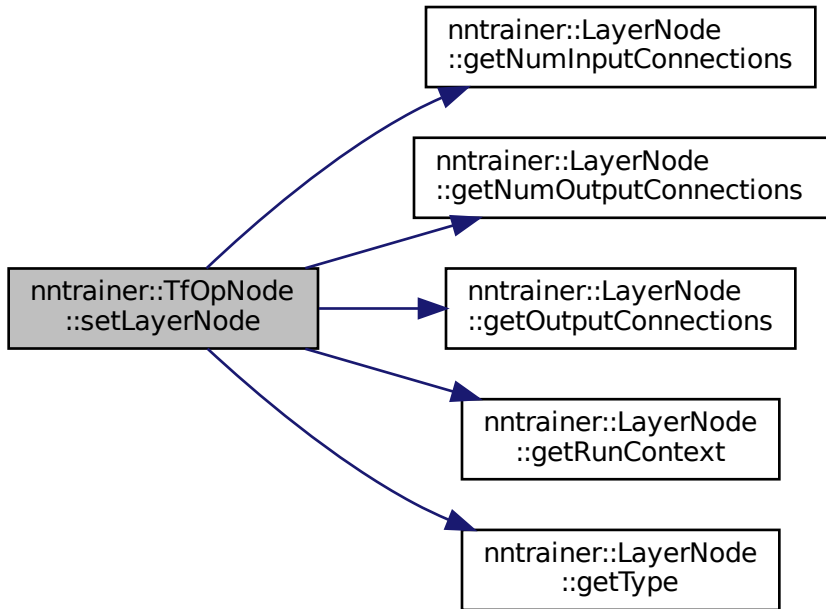 nntrainer::LayerNode
::getNumInputConnections
nntrainer::LayerNode
::getNumOutputConnections
nntrainer::TfOpNode
::setLayerNode
nntrainer::LayerNode
::getOutputConnections
nntrainer::LayerNode
::getRunContext
nntrainer::LayerNode
::getType